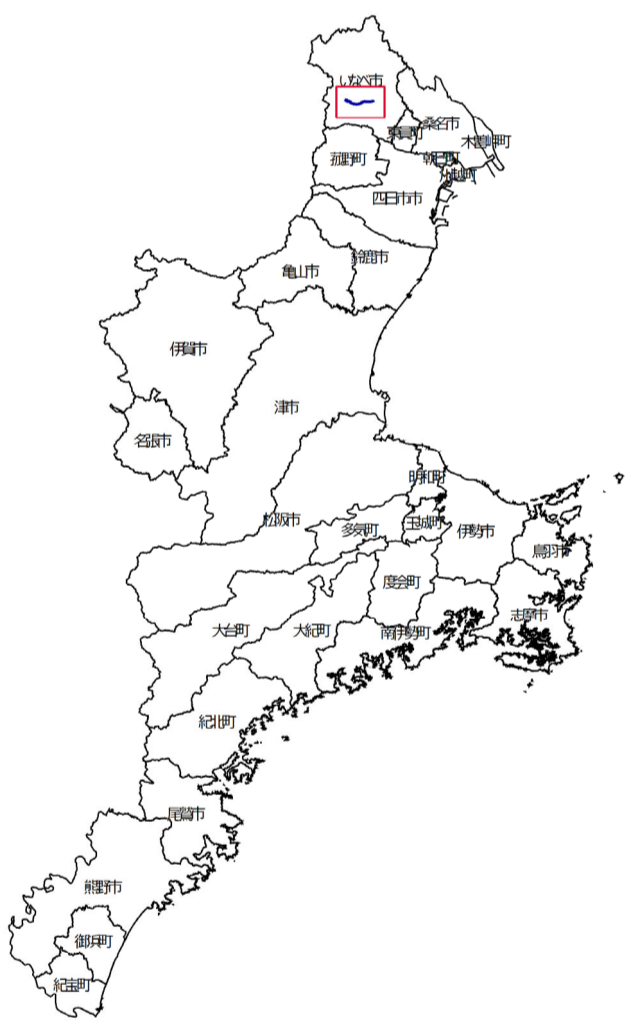 いなべ市
桑名市
東員町
木曽岬町
菰野町
朝日町
川越町
四日市市
鈴鹿市
亀山市
伊賀市
津市
名張市
明和町
松阪市
多気町
玉城町
伊勢市
鳥羽市
度会町
志摩市
大台町
大紀町
南伊勢町
紀北町
尾鷲市
熊野市
御浜町
紀宝町